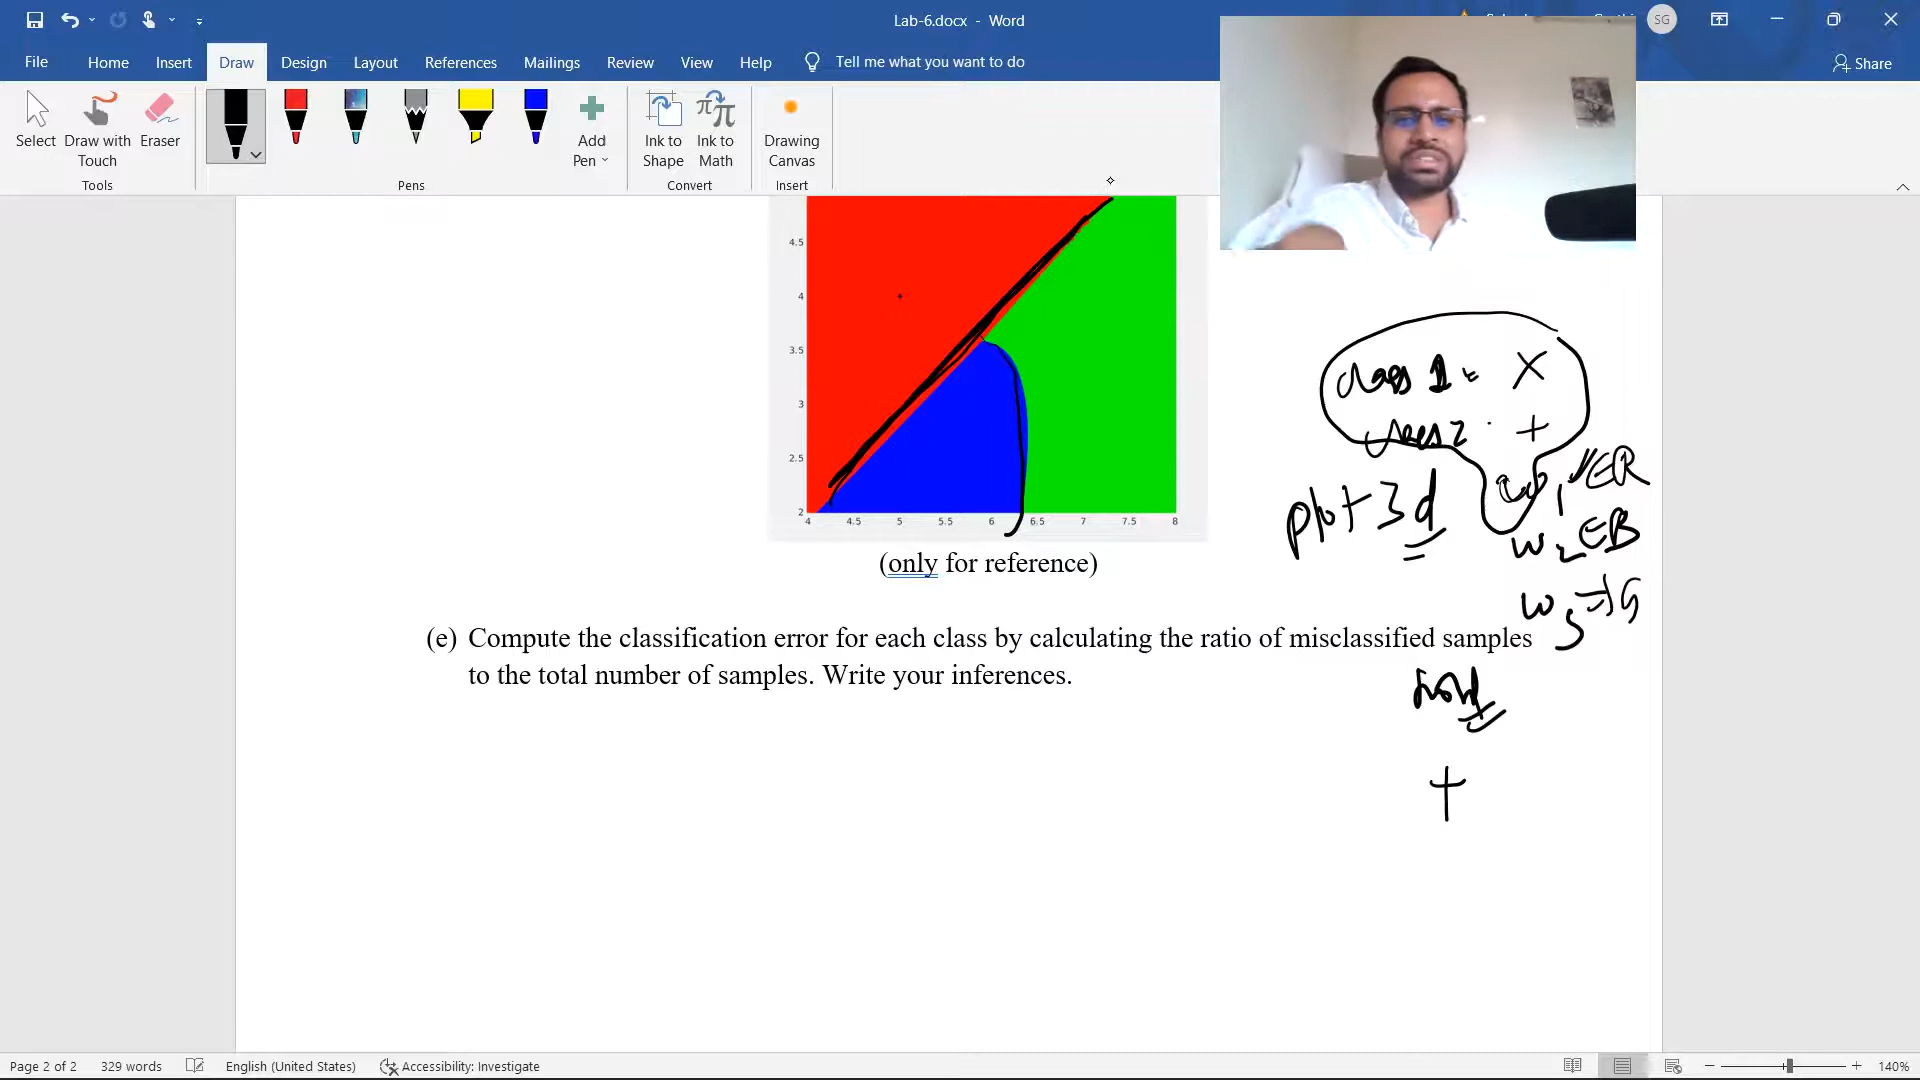 Lab-6.docx - Word
SG
File Home Insert Draw Design Layout References Mailings Review View Help Tell me what you want to do Share
Select
Draw with Touch
Eraser
Add Pen
Ink to Shape
Ink to Math
Drawing Canvas
Tools Pens Convert Insert
4.5
4
3.5
3
2.5
2
4 4.5 5 5.5 6 6.5 7 7.5 8
(only for reference)
class 1 X
class 2 +
plot 3d
w2 ∈ B
w3
(e) Compute the classification error for each class by calculating the ratio of misclassified samples
to the total number of samples. Write your inferences.
+
Page 2 of 2 329 words English (United States) Accessibility: Investigate 140%